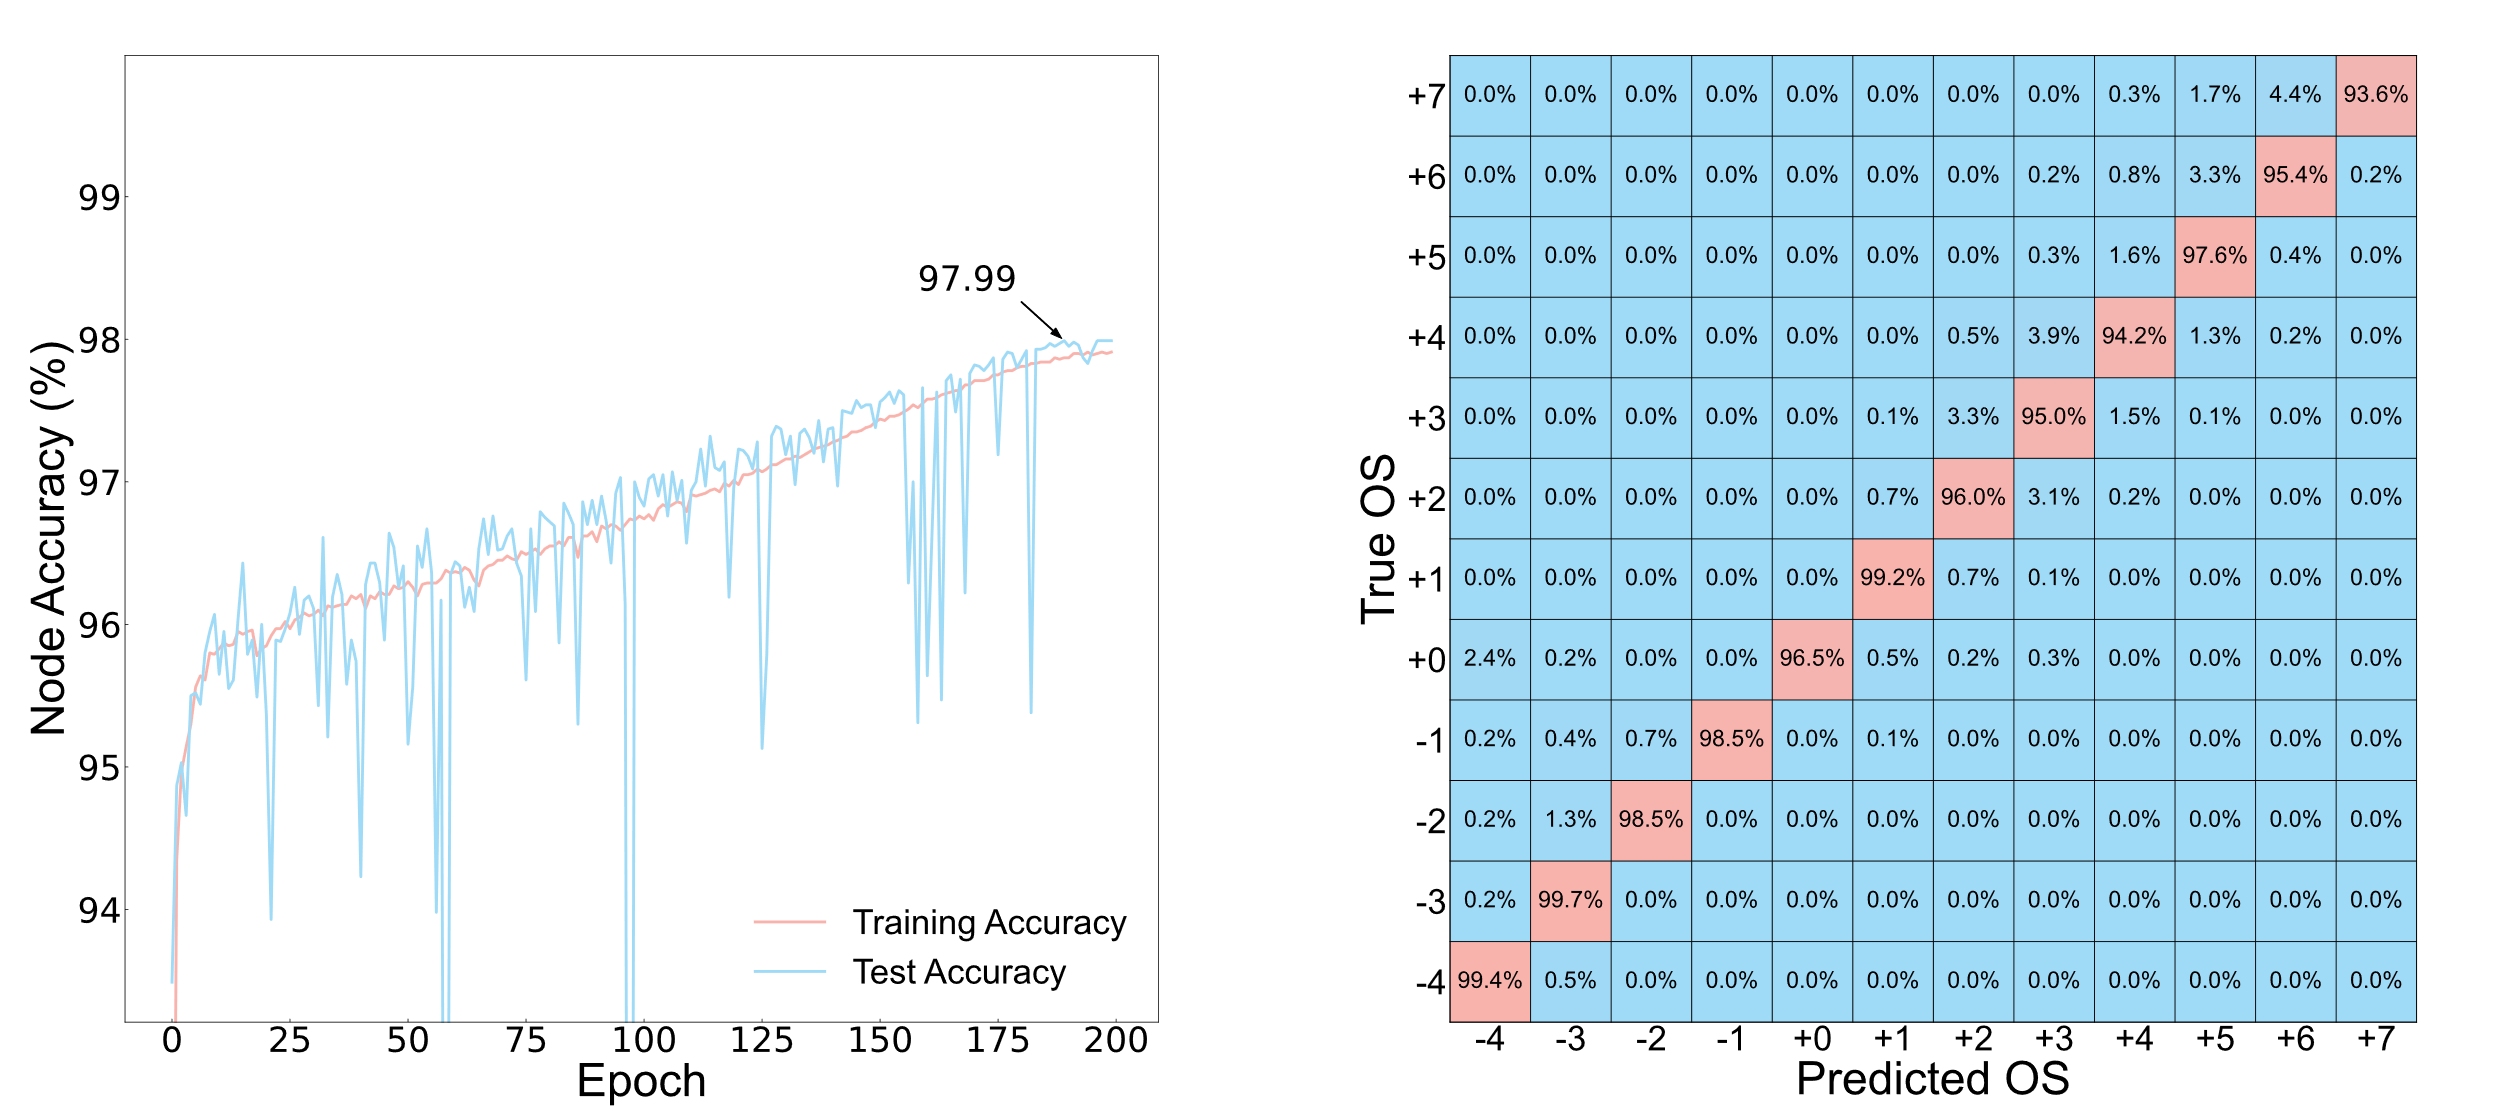 Node Accuracy (%)
99
98
97
96
95
94
97.99
Training Accuracy
Test Accuracy
0 25 50 75 100 125 150 175 200
Epoch
True OS
+7 0.0% 0.0% 0.0% 0.0% 0.0% 0.0% 0.0% 0.0% 0.3% 1.7% 4.4% 93.6%
+6 0.0% 0.0% 0.0% 0.0% 0.0% 0.0% 0.0% 0.2% 0.8% 3.3% 95.4% 0.2%
+5 0.0% 0.0% 0.0% 0.0% 0.0% 0.0% 0.0% 0.3% 1.6% 97.6% 0.4% 0.0%
+4 0.0% 0.0% 0.0% 0.0% 0.0% 0.0% 0.5% 3.9% 94.2% 1.3% 0.2% 0.0%
+3 0.0% 0.0% 0.0% 0.0% 0.0% 0.1% 3.3% 95.0% 1.5% 0.1% 0.0% 0.0%
+2 0.0% 0.0% 0.0% 0.0% 0.0% 0.7% 96.0% 3.1% 0.2% 0.0% 0.0% 0.0%
+1 0.0% 0.0% 0.0% 0.0% 0.0% 99.2% 0.7% 0.1% 0.0% 0.0% 0.0% 0.0%
+0 2.4% 0.2% 0.0% 0.0% 96.5% 0.5% 0.2% 0.3% 0.0% 0.0% 0.0% 0.0%
-1 0.2% 0.4% 0.7% 98.5% 0.0% 0.1% 0.0% 0.0% 0.0% 0.0% 0.0% 0.0%
-2 0.2% 1.3% 98.5% 0.0% 0.0% 0.0% 0.0% 0.0% 0.0% 0.0% 0.0% 0.0%
-3 0.2% 99.7% 0.0% 0.0% 0.0% 0.0% 0.0% 0.0% 0.0% 0.0% 0.0% 0.0%
-4 99.4% 0.5% 0.0% 0.0% 0.0% 0.0% 0.0% 0.0% 0.0% 0.0% 0.0% 0.0%
-4 -3 -2 -1 +0 +1 +2 +3 +4 +5 +6 +7
Predicted OS